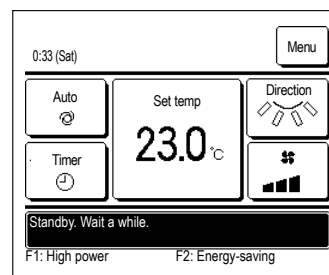 0:33 (Sat)
Menu
Auto
Set temp
Direction
23.0°C
Timer
Standby. Wait a while.
F1: High power
F2: Energy-saving